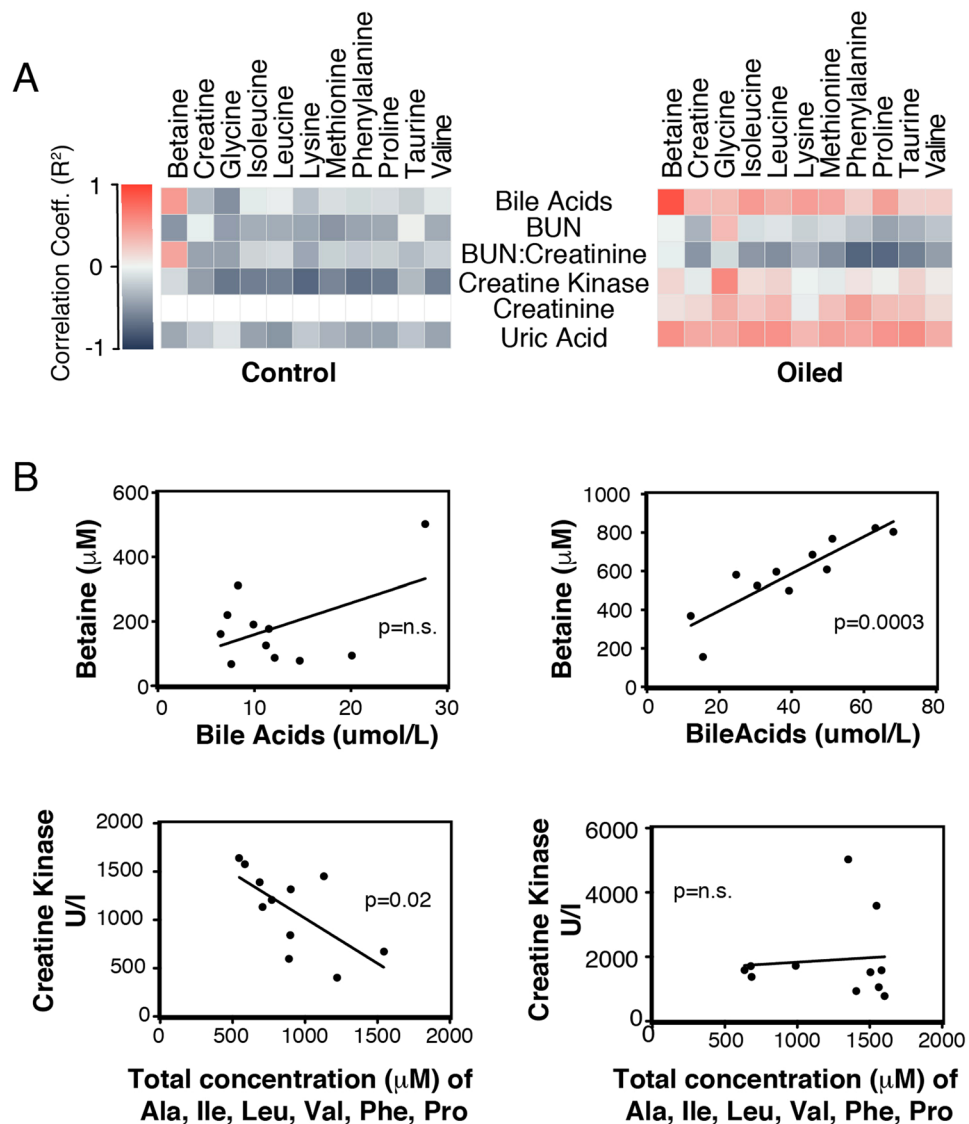 A
Betaine
Creatine
Glycine
Isoleucine
Leucine
Lysine
Methionine
Phenylalanine
Proline
Taurine
Valine
Betaine
Creatine
Glycine
Isoleucine
Leucine
Lysine
Methionine
Phenylalanine
Proline
Taurine
Valine
Correlation Coeff. (R²)
1
0
-1
Bile Acids
BUN
BUN:Creatinine
Creatine Kinase
Creatinine
Uric Acid
Control
Oiled
B
Betaine (μM)
600
400
200
0
p=n.s.
0 10 20 30
Bile Acids (umol/L)
Betaine (μM)
1000
800
600
400
200
0
p=0.0003
0 20 40 60 80
BileAcids (umol/L)
Creatine Kinase
U/l
2000
1500
1000
500
0
p=0.02
0 500 1000 1500 2000
Total concentration (μM) of
Ala, Ile, Leu, Val, Phe, Pro
Creatine Kinase
U/l
6000
4000
2000
0
p=n.s.
0 500 1000 1500 2000
Total concentration (μM) of
Ala, Ile, Leu, Val, Phe, Pro